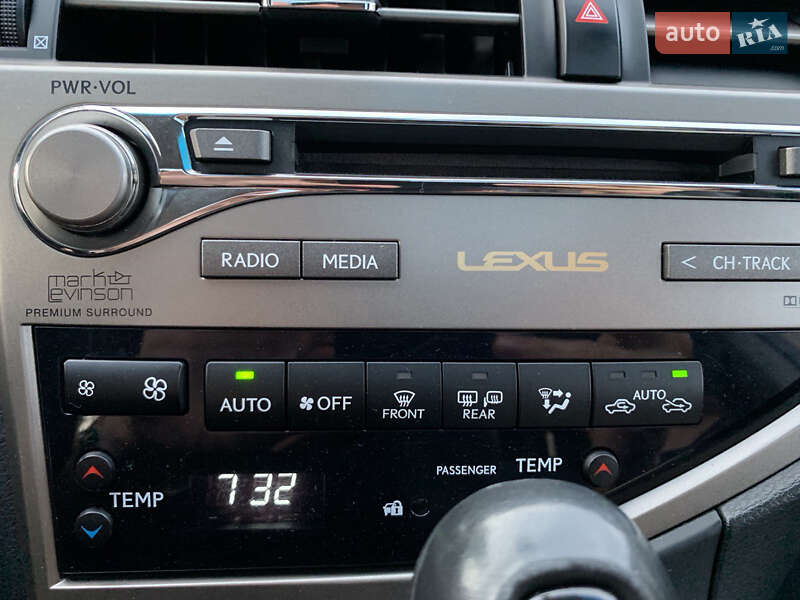 auto RIA.com
PWR·VOL
RADIO MEDIA LEXUS < CH·TRACK
mark levinson
PREMIUM SURROUND
AUTO OFF FRONT REAR AUTO
TEMP 7 32 PASSENGER TEMP